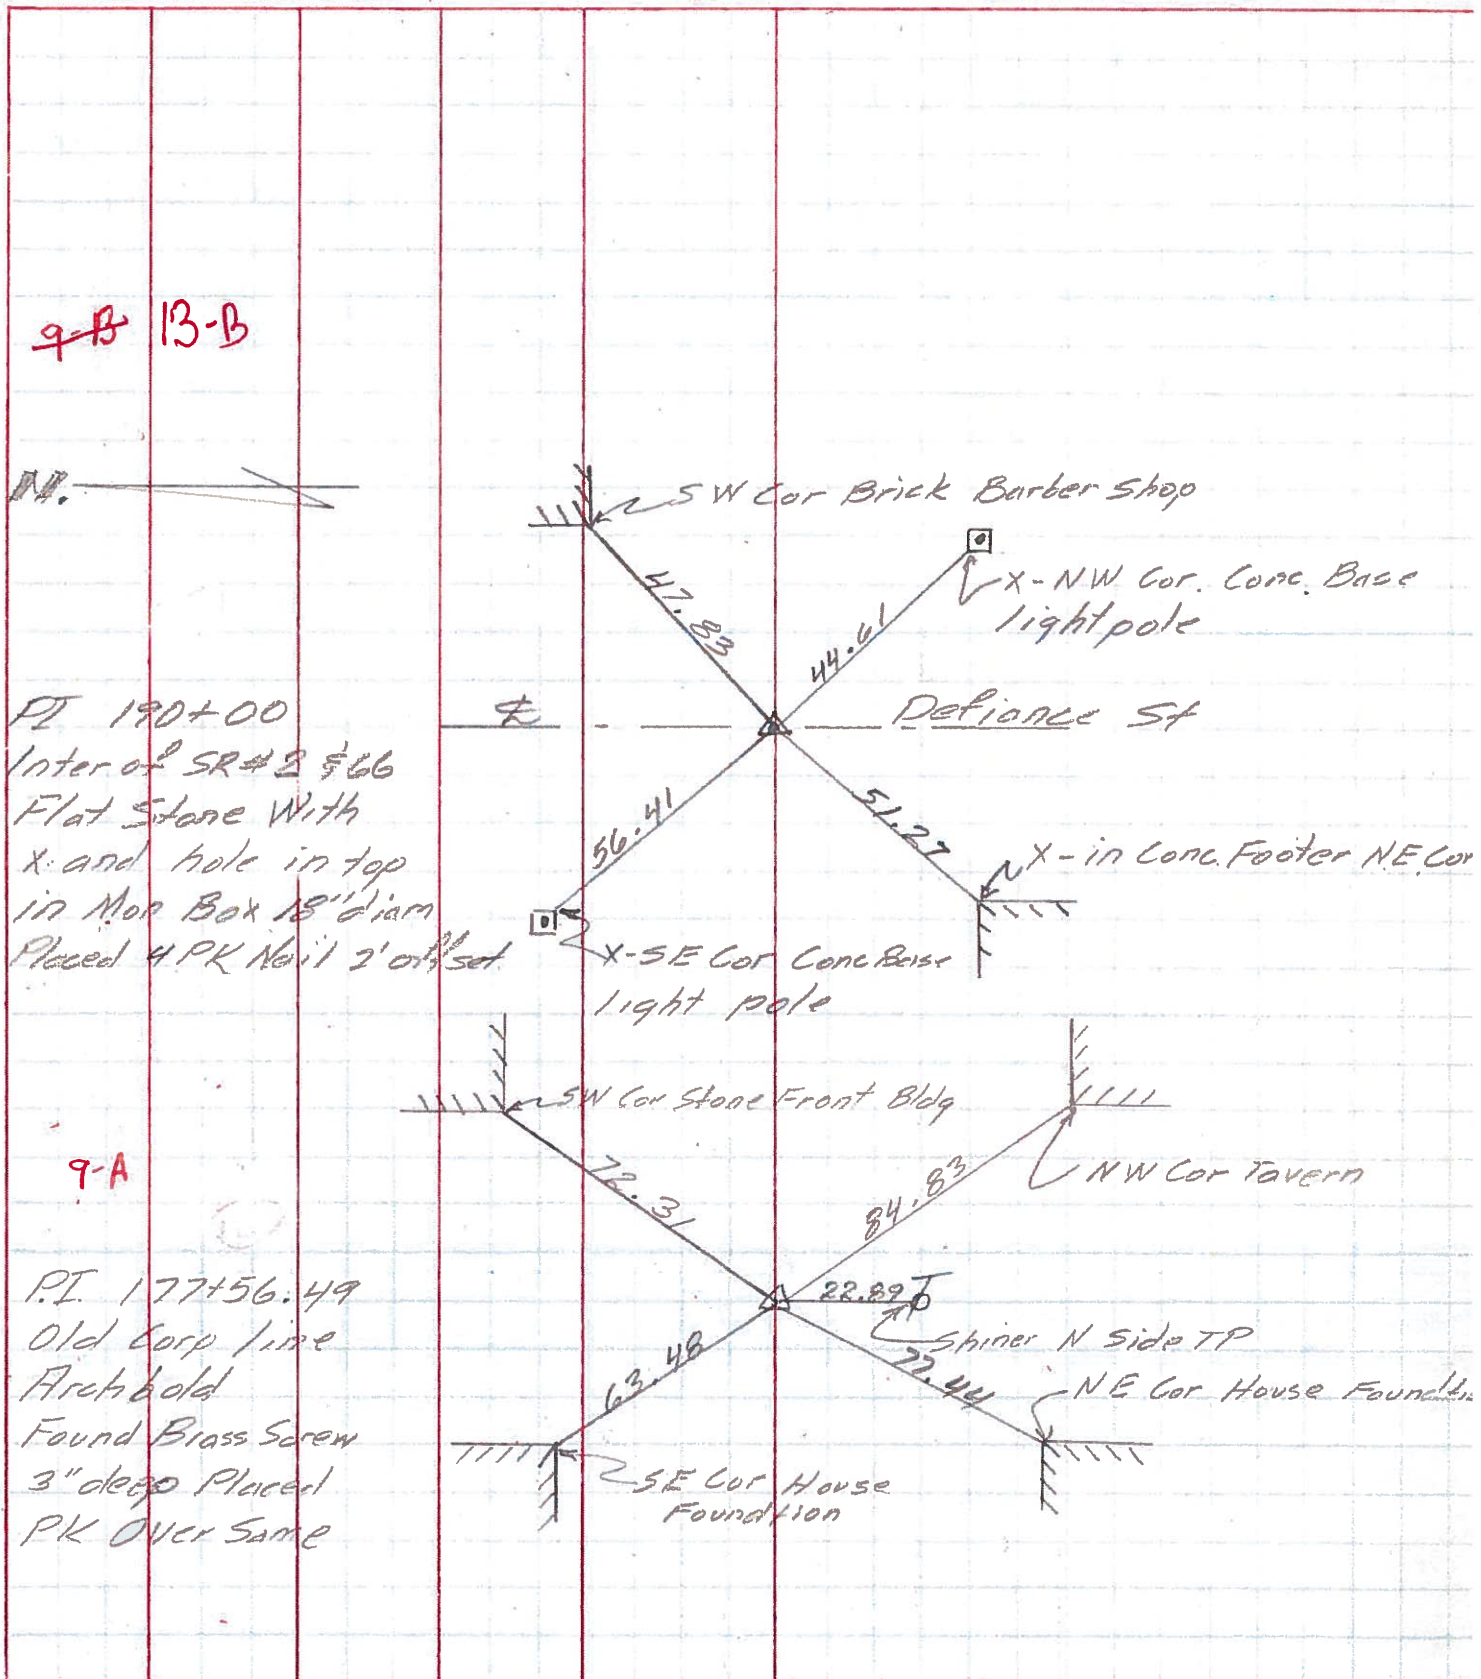 9-B 13-B
N.
SW Cor Brick Barber Shop
X-NW Cor. Conc. Base
light pole
47.83
44.61
PI 190+00
Inter of SR#2 & 66
Flat Stone With
X and hole in top
in Mon Box 18" diam
Placed 4 PK Nail 2' offset
℄
Defiance St
56.41
51.27
X-in Conc. Footer NE Cor
X-SE Cor Conc Base
light pole
SW Cor Stone Front Bldg
9-A
72.31
84.83
NW Cor Tavern
P.I. 177+56.49
Old Corp line
Archbold
Found Brass Screw
3" deep Placed
PK Over Same
22.89
Shiner N Side TP
63.48
77.44
NE Cor House
SE Cor House
Foundtion